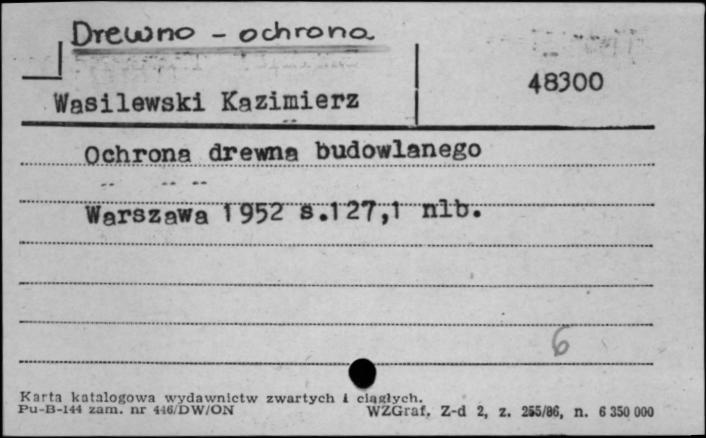 Drewno - ochrona
48300
Wasilewski Kazimierz
Ochrona drewna budowlanego
Warszawa 1952 s.127,1 nlb.
6
Karta katalogowa wydawnictw zwartych i ciągłych.
Pu-B-144 zam. nr 446/DW/ON
WZGraf. Z-d 2, z. 255/86, n. 6 350 000